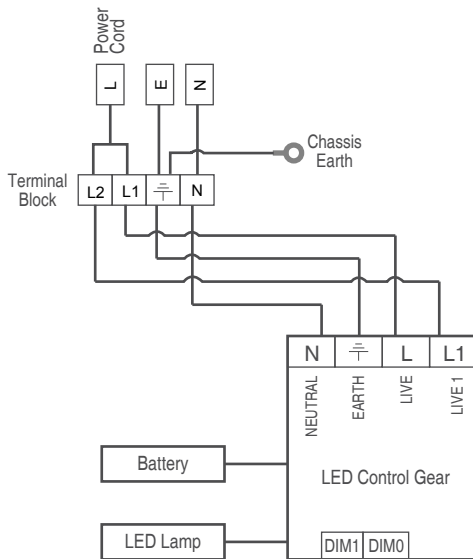 Power
Cord
L
E
N
Chassis
Earth
Terminal
Block
L2
L1
N
N
L
L1
NEUTRAL
EARTH
LIVE
LIVE 1
Battery
LED Control Gear
LED Lamp
DIM1
DIM0